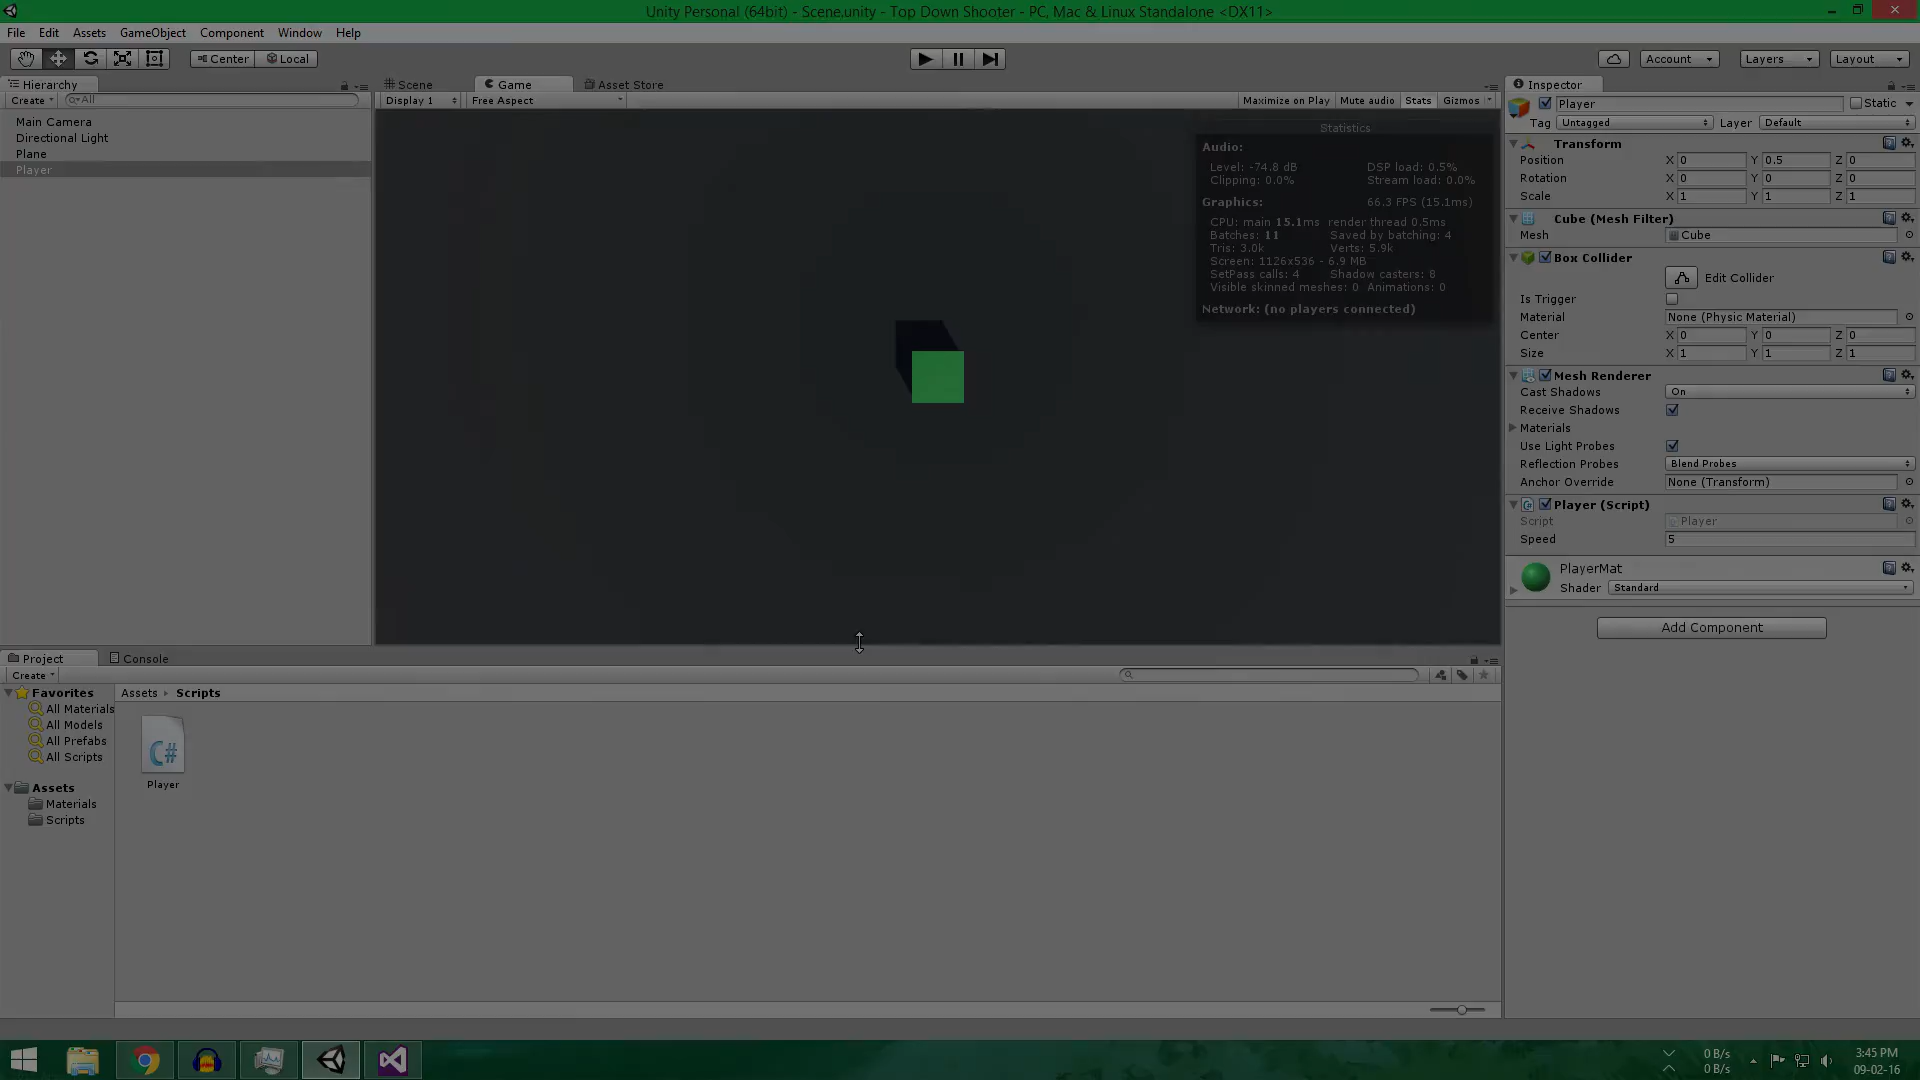 Unity Personal (64bit) - Scene.unity - Top Down Shooter - PC, Mac & Linux Standalone <DX11>
File Edit Assets GameObject Component Window Help
Center Local
Account Layers Layout
Hierarchy
Create All
Main Camera
Directional Light
Plane
Player
Scene Game Asset Store
Display 1 Free Aspect Maximize on Play Mute audio Stats Gizmos
Statistics
Audio:
Level: -74.8 dB DSP load: 0.5%
Clipping: 0.0% Stream load: 0.0%
Graphics: 66.3 FPS (15.1ms)
CPU: main 15.1ms render thread 0.5ms
Batches: 11 Saved by batching: 4
Tris: 3.0k Verts: 5.9k
Screen: 1126x536 - 6.9 MB
SetPass calls: 4 Shadow casters: 8
Visible skinned meshes: 0 Animations: 0
Network: (no players connected)
Inspector
Player Static
Tag Untagged Layer Default
Transform
Position X 0 Y 0.5 Z 0
Rotation X 0 Y 0 Z 0
Scale X 1 Y 1 Z 1
Cube (Mesh Filter)
Mesh Cube
Box Collider
Edit Collider
Is Trigger
Material None (Physic Material)
Center X 0 Y 0 Z 0
Size X 1 Y 1 Z 1
Mesh Renderer
Cast Shadows On
Receive Shadows
Materials
Use Light Probes
Reflection Probes Blend Probes
Anchor Override None (Transform)
Player (Script)
Script Player
Speed 5
PlayerMat
Shader Standard
Add Component
Project Console
Create
Favorites
All Materials
All Models
All Prefabs
All Scripts
Assets
Materials
Scripts
Assets Scripts
C#
Player
0 B/s
0 B/s
3:45 PM
09-02-16